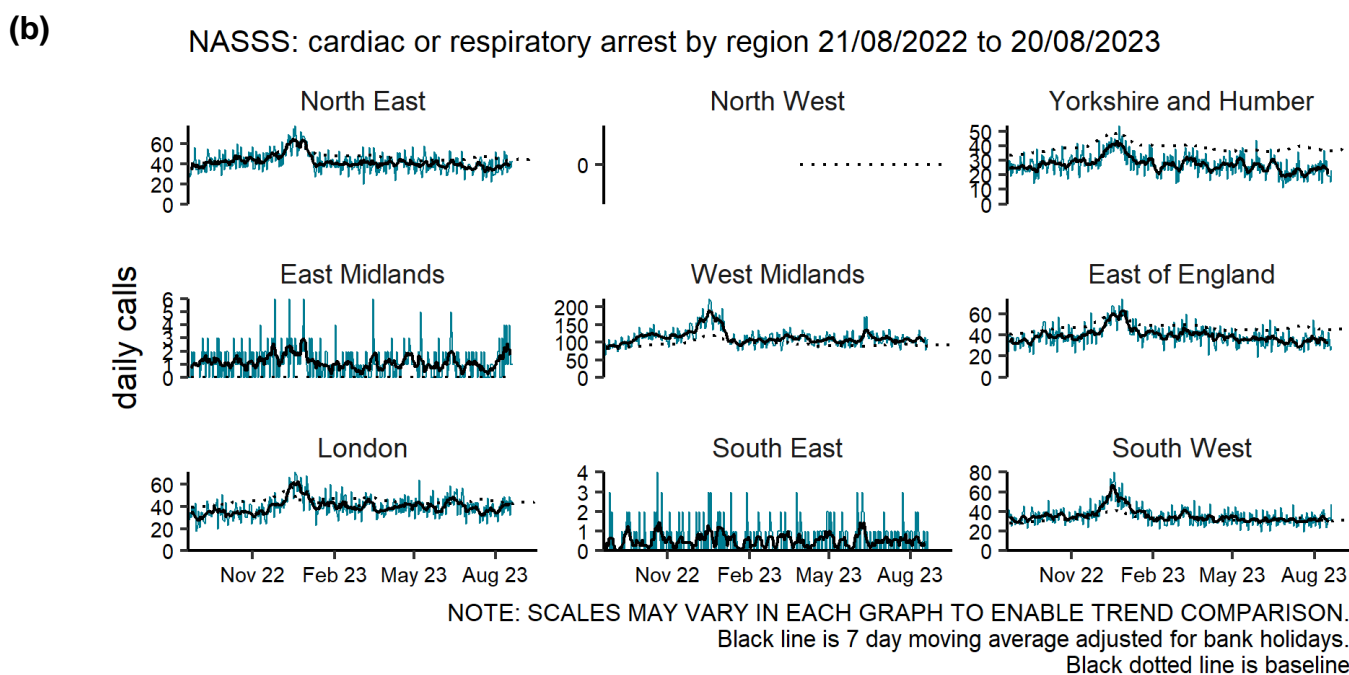 (b)
NASSS: cardiac or respiratory arrest by region 21/08/2022 to 20/08/2023
North East
North West
Yorkshire and Humber
60
40
20
0
0
50
40
30
20
10
0
daily calls
East Midlands
West Midlands
East of England
6
5
4
3
2
1
0
200
150
100
50
0
60
40
20
0
London
South East
South West
60
40
20
0
4
3
2
1
0
80
60
40
20
0
Nov 22 Feb 23 May 23 Aug 23
Nov 22 Feb 23 May 23 Aug 23
Nov 22 Feb 23 May 23 Aug 23
NOTE: SCALES MAY VARY IN EACH GRAPH TO ENABLE TREND COMPARISON.
Black line is 7 day moving average adjusted for bank holidays.
Black dotted line is baseline